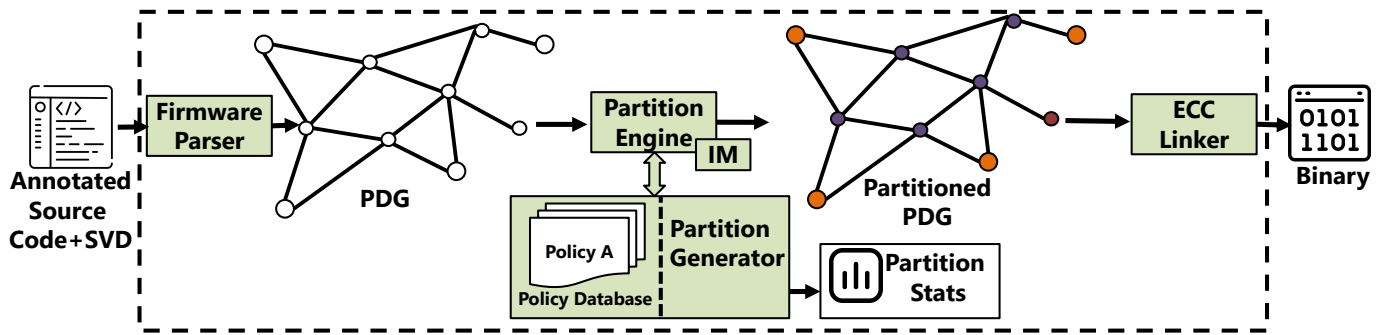 </>
Annotated
Source
Code+SVD
Firmware
Parser
PDG
Partition
Engine
IM
Policy A
Policy Database
Partition
Generator
Partition
Stats
Partitioned
PDG
ECC
Linker
0101
1101
Binary